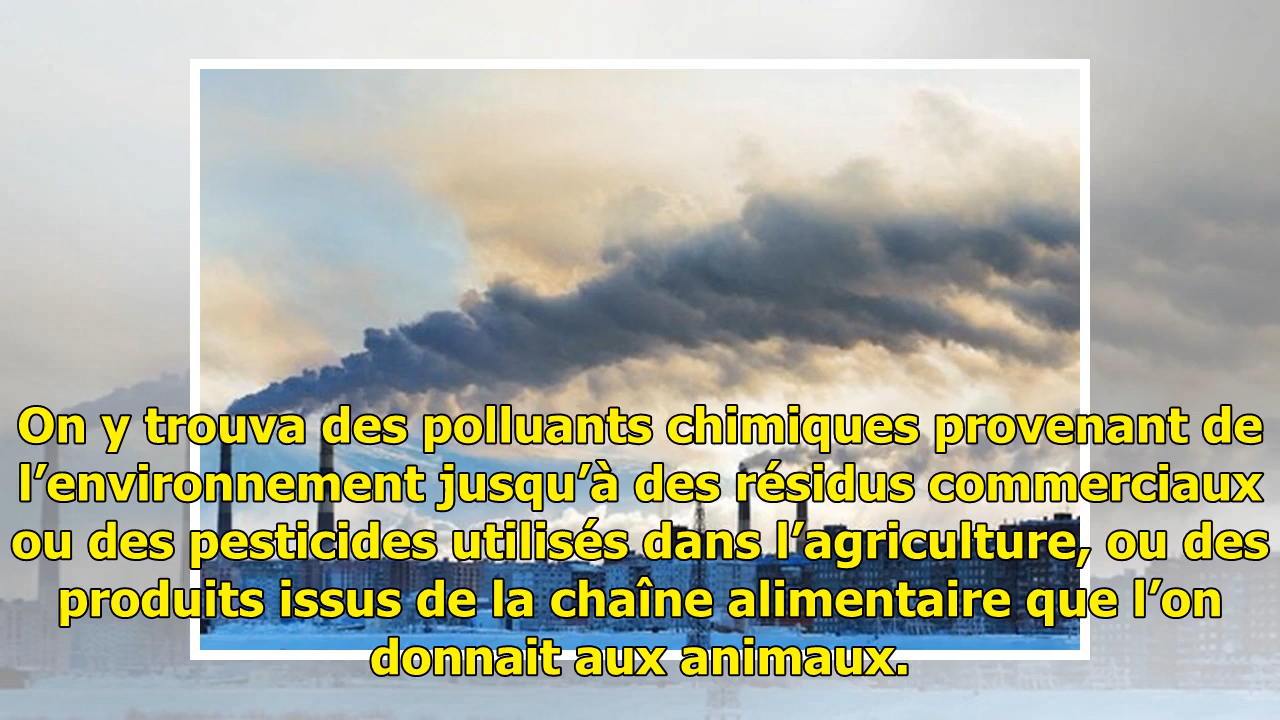 On y trouva des polluants chimiques provenant de
l’environnement jusqu’à des résidus commerciaux
ou des pesticides utilisés dans l’agriculture, ou des
produits issus de la chaîne alimentaire que l’on
donnait aux animaux.